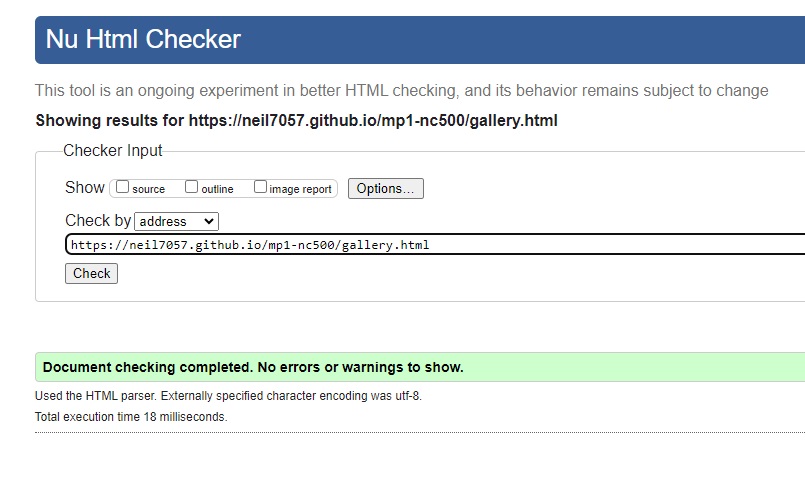 Nu Html Checker
This tool is an ongoing experiment in better HTML checking, and its behavior remains subject to change
Showing results for https://neil7057.github.io/mp1-nc500/gallery.html
Checker Input
Show source outline image report Options...
Check by address
https://neil7057.github.io/mp1-nc500/gallery.html
Check
Document checking completed. No errors or warnings to show.
Used the HTML parser. Externally specified character encoding was utf-8.
Total execution time 18 milliseconds.